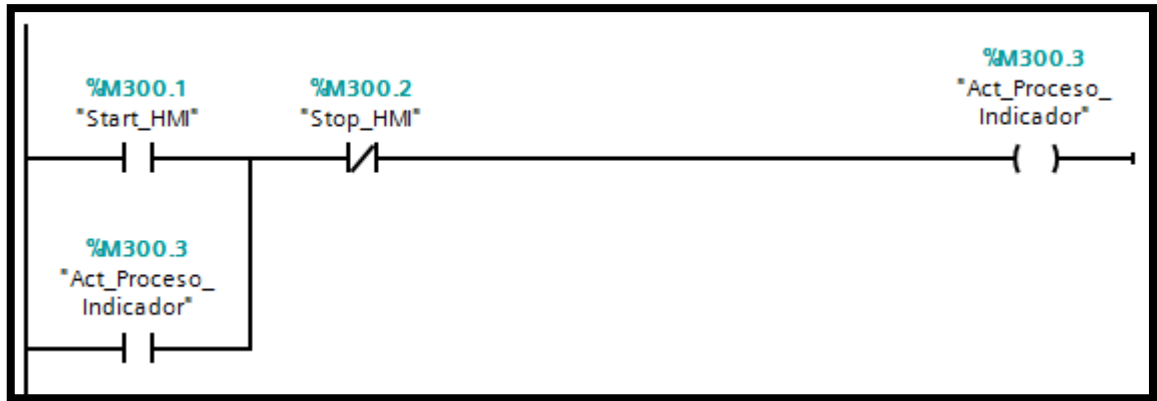 %M300.1
"Start_HMI"
%M300.2
"Stop_HMI"
%M300.3
"Act_Proceso_
Indicador"
%M300.3
"Act_Proceso_
Indicador"